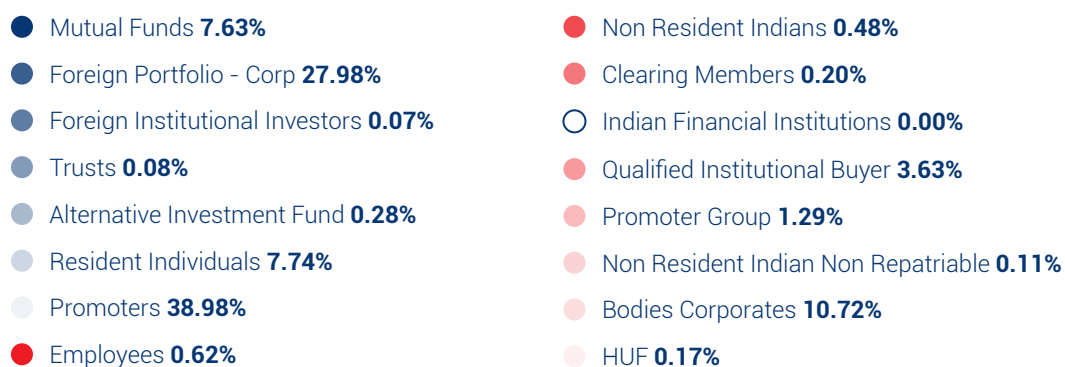 Mutual Funds 7.63%
Foreign Portfolio - Corp 27.98%
Foreign Institutional Investors 0.07%
Trusts 0.08%
Alternative Investment Fund 0.28%
Resident Individuals 7.74%
Promoters 38.98%
Employees 0.62%
Non Resident Indians 0.48%
Clearing Members 0.20%
Indian Financial Institutions 0.00%
Qualified Institutional Buyer 3.63%
Promoter Group 1.29%
Non Resident Indian Non Repatriable 0.11%
Bodies Corporates 10.72%
HUF 0.17%